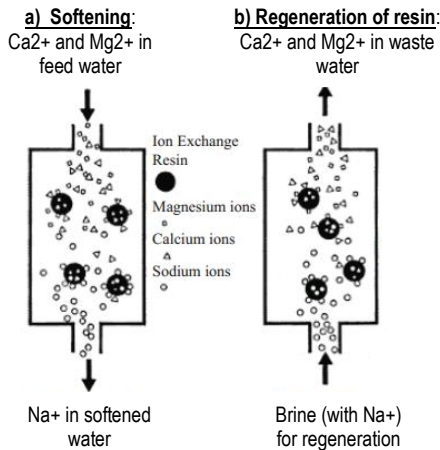 a) Softening:
Ca2+ and Mg2+ in
feed water
b) Regeneration of resin:
Ca2+ and Mg2+ in waste
water
Ion Exchange
Resin
Magnesium ions
Calcium ions
Sodium ions
Na+ in softened
water
Brine (with Na+)
for regeneration